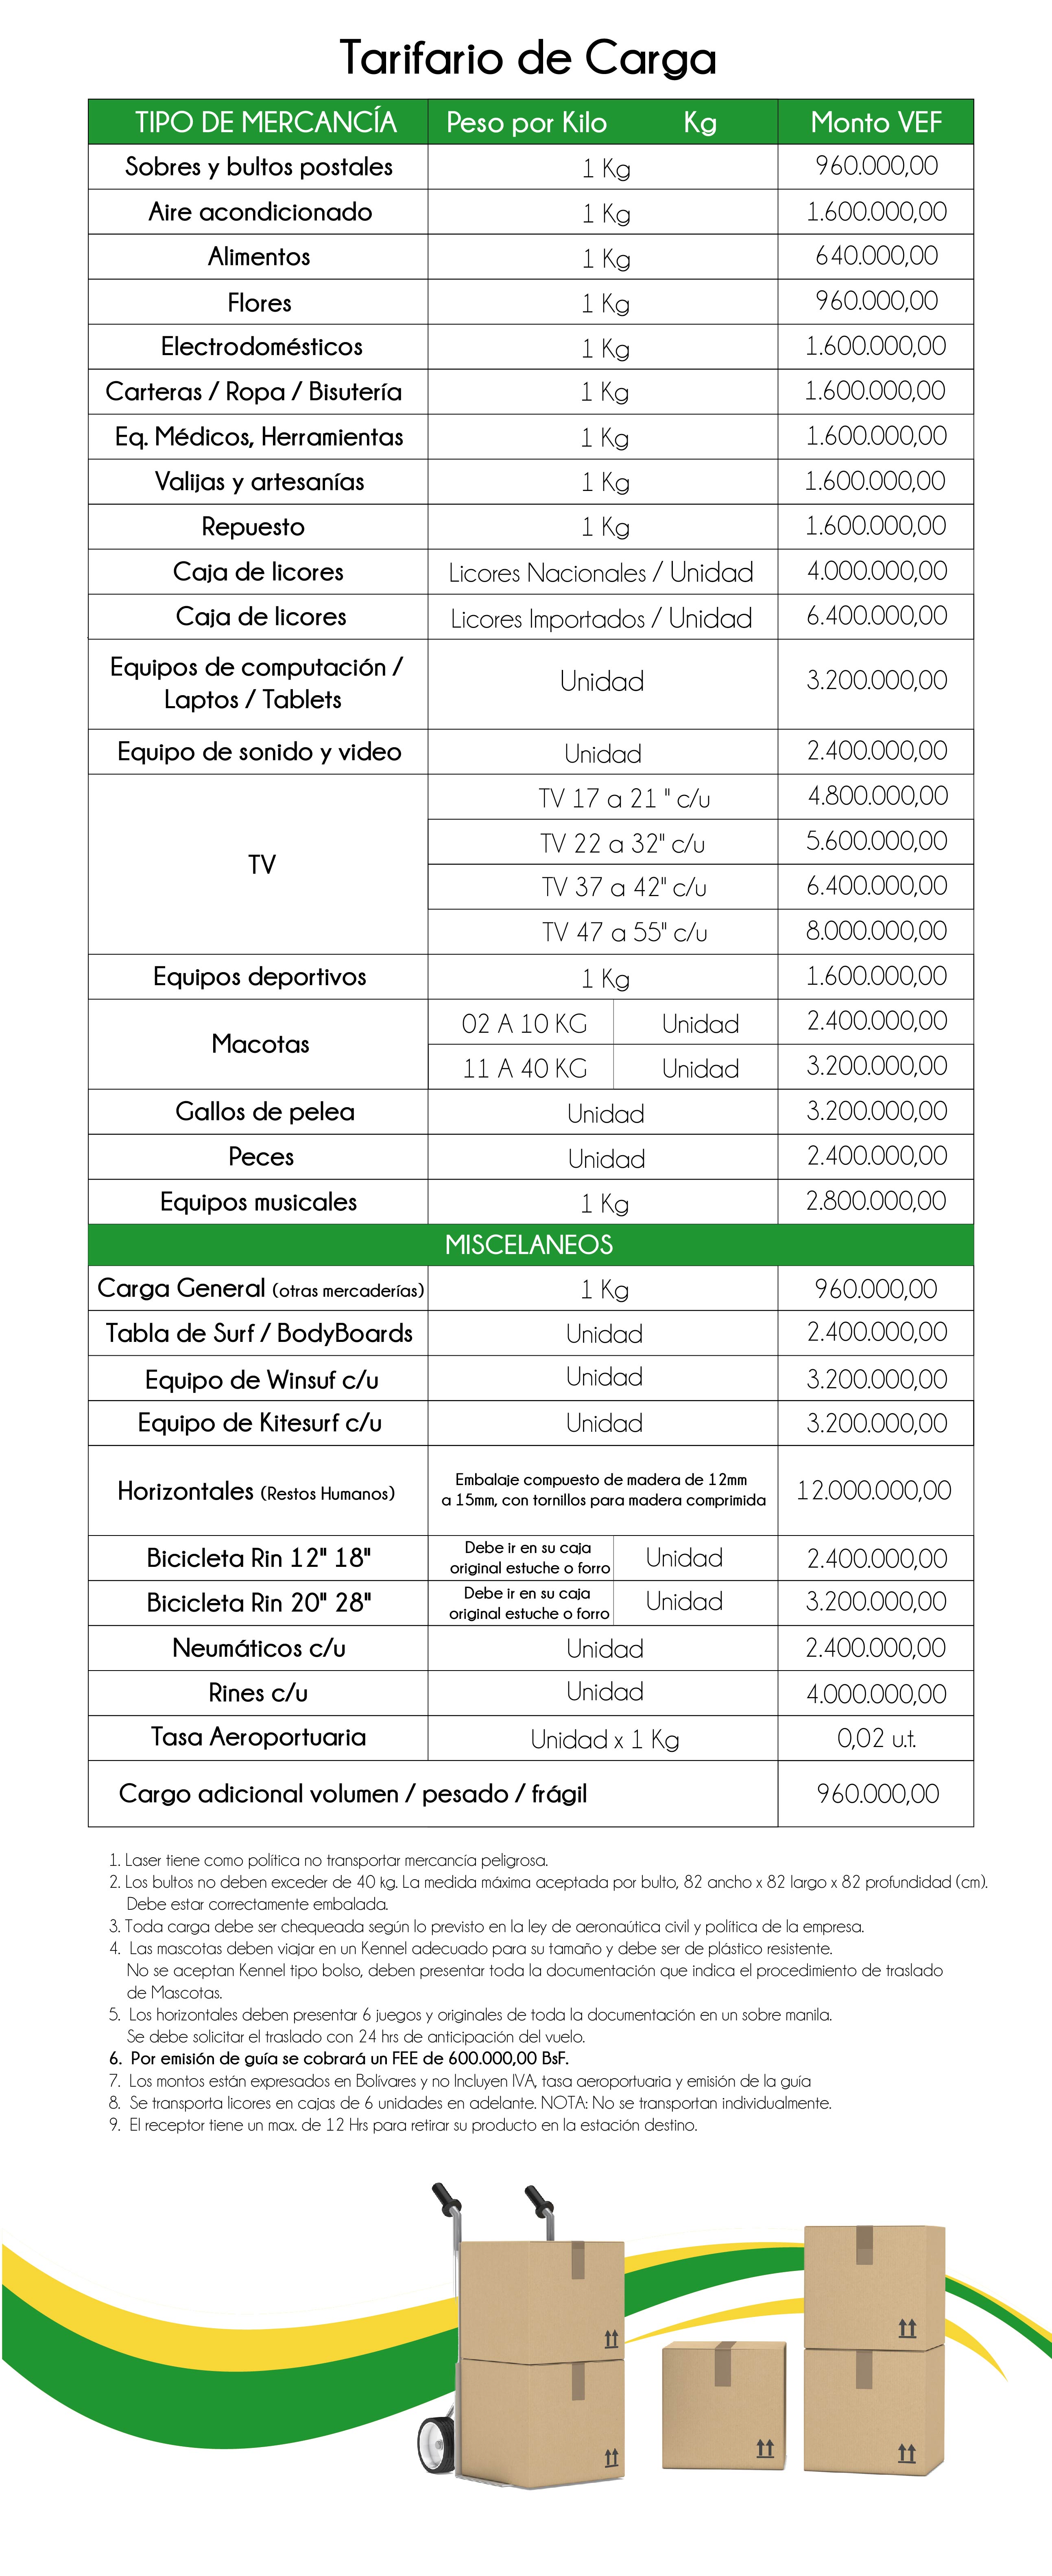 Tarifario de Carga
TIPO DE MERCANCÍA Peso por Kilo Kg Monto VEF
Sobres y bultos postales 1 Kg 960.000,00
Aire acondicionado 1 Kg 1.600.000,00
Alimentos 1 Kg 640.000,00
Flores 1 Kg 960.000,00
Electrodomésticos 1 Kg 1.600.000,00
Carteras / Ropa / Bisutería 1 Kg 1.600.000,00
Eq. Médicos, Herramientas 1 Kg 1.600.000,00
Valijas y artesanías 1 Kg 1.600.000,00
Repuesto 1 Kg 1.600.000,00
Caja de licores Licores Nacionales / Unidad 4.000.000,00
Caja de licores Licores Importados / Unidad 6.400.000,00
Equipos de computación /
Laptos / Tablets Unidad 3.200.000,00
Equipo de sonido y video Unidad 2.400.000,00
TV
TV 17 a 21 " c/u 4.800.000,00
TV 22 a 32" c/u 5.600.000,00
TV 37 a 42" c/u 6.400.000,00
TV 47 a 55" c/u 8.000.000,00
Equipos deportivos 1 Kg 1.600.000,00
Macotas
02 A 10 KG Unidad 2.400.000,00
11 A 40 KG Unidad 3.200.000,00
Gallos de pelea Unidad 3.200.000,00
Peces Unidad 2.400.000,00
Equipos musicales 1 Kg 2.800.000,00
MISCELANEOS
Carga General (otras mercaderías) 1 Kg 960.000,00
Tabla de Surf / BodyBoards Unidad 2.400.000,00
Equipo de Winsuf c/u Unidad 3.200.000,00
Equipo de Kitesurf c/u Unidad 3.200.000,00
Horizontales (Restos Humanos) Embalaje compuesto de madera de 12mm
a 15mm, con tornillos para madera comprimida 12.000.000,00
Bicicleta Rin 12" 18" Debe ir en su caja
original estuche o forro Unidad 2.400.000,00
Bicicleta Rin 20" 28" Debe ir en su caja
original estuche o forro Unidad 3.200.000,00
Neumáticos c/u Unidad 2.400.000,00
Rines c/u Unidad 4.000.000,00
Tasa Aeroportuaria Unidad x 1 Kg 0,02 u.t.
Cargo adicional volumen / pesado / frágil 960.000,00
1. Laser tiene como política no transportar mercancía peligrosa.
2. Los bultos no deben exceder de 40 kg. La medida máxima aceptada por bulto, 82 ancho x 82 largo x 82 profundidad (cm).
Debe estar correctamente embalada.
3. Toda carga debe ser chequeada según lo previsto en la ley de aeronaútica civil y política de la empresa.
4. Las mascotas deben viajar en un Kennel adecuado para su tamaño y debe ser de plástico resistente.
No se aceptan Kennel tipo bolso, deben presentar toda la documentación que indica el procedimiento de traslado
de Mascotas.
5. Los horizontales deben presentar 6 juegos y originales de toda la documentación en un sobre manila.
Se debe solicitar el traslado con 24 hrs de anticipación del vuelo.
6. Por emisión de guía se cobrará un FEE de 600.000,00 BsF.
7. Los montos están expresados en Bolivares y no Incluyen IVA, tasa aeroportuaria y emisión de la guía
8. Se transporta licores en cajas de 6 unidades en adelante. NOTA: No se transportan individualmente.
9. El receptor tiene un max. de 12 Hrs para retirar su producto en la estación destino.